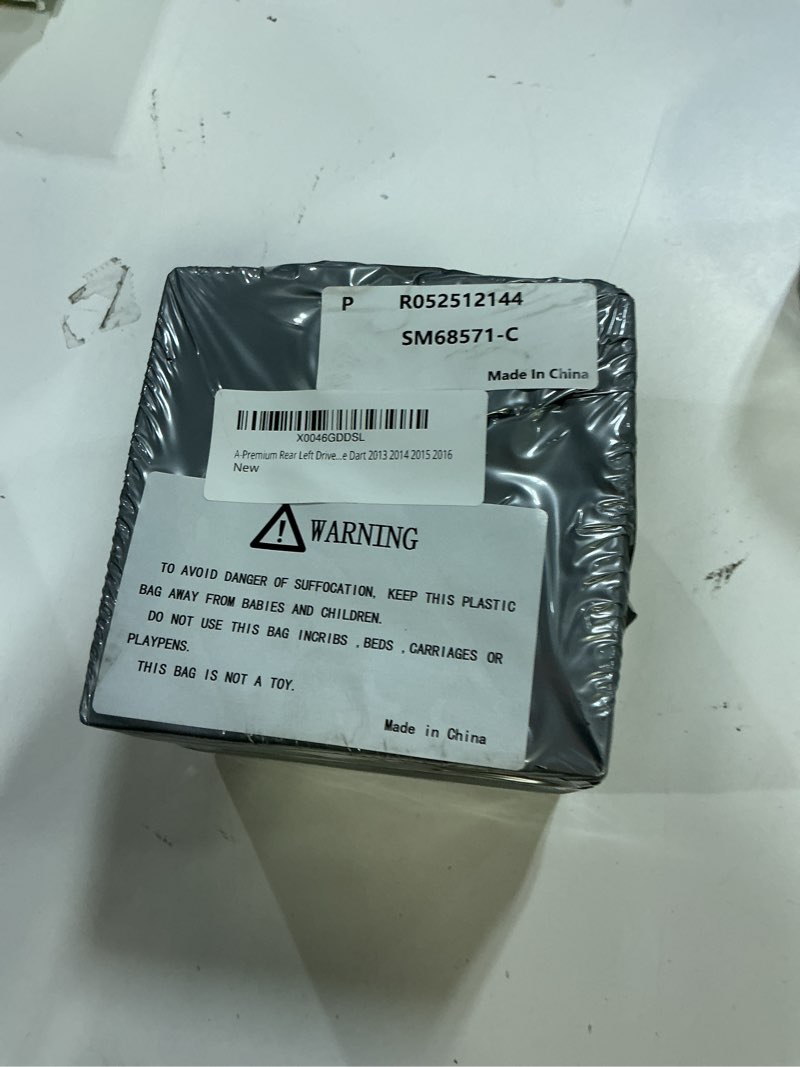 P R052512144
SM68571-C
Made In China
X0046GDDSL
A-Premium Rear Left Drive...e Dart 2013 2014 2015 2016
New
WARNING
TO AVOID DANGER OF SUFFOCATION, KEEP THIS PLASTIC
BAG AWAY FROM BABIES AND CHILDREN.
DO NOT USE THIS BAG INCRIBS ,BEDS ,CARRIAGES OR
PLAYPENS.
THIS BAG IS NOT A TOY.
Made in China